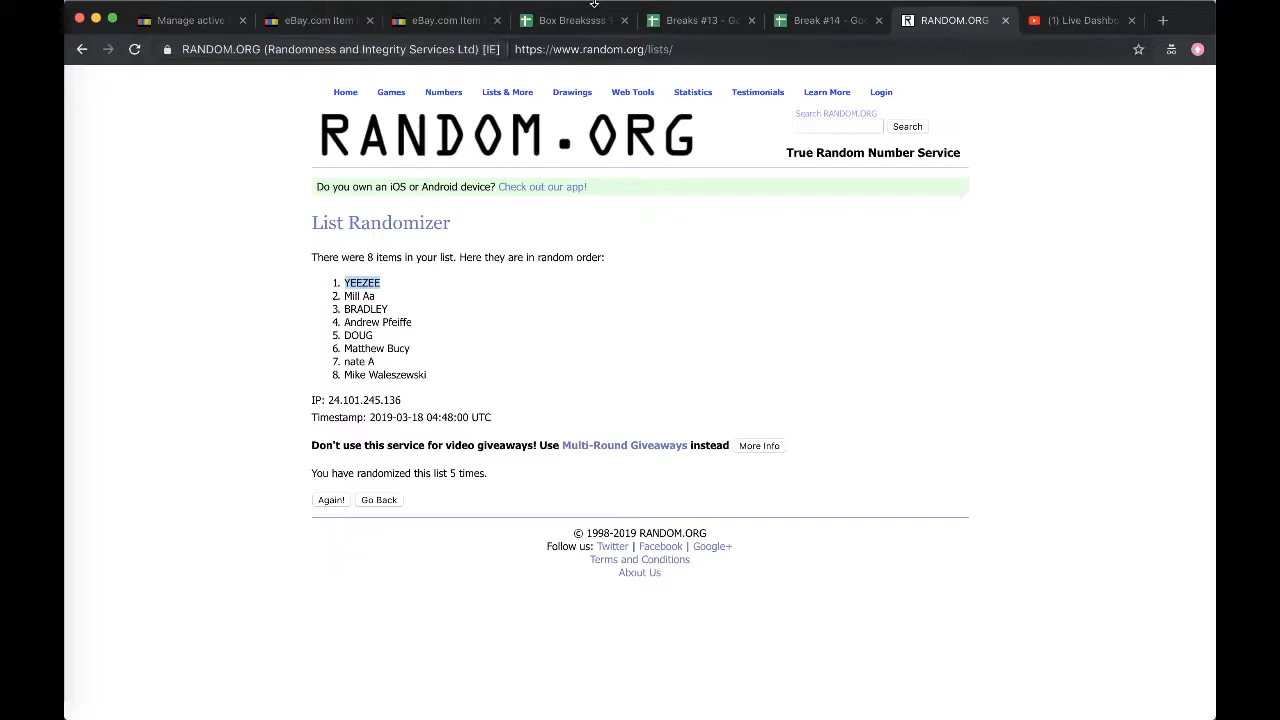 Manage active
eBay.com Item
eBay.com Item
Box Breakssss
Breaks #13 - Go
Break #14 - Goo
RANDOM.ORG
(1) Live Dashbo
RANDOM.ORG (Randomness and Integrity Services Ltd) [IE]
https://www.random.org/lists/
Home Games Numbers Lists & More Drawings Web Tools Statistics Testimonials Learn More Login
RANDOM.ORG
Search RANDOM.ORG
Search
True Random Number Service
Do you own an iOS or Android device? Check out our app!
List Randomizer
There were 8 items in your list. Here they are in random order:
1. YEEZEE
2. Mill Aa
3. BRADLEY
4. Andrew Pfeiffe
5. DOUG
6. Matthew Bucy
7. nate A
8. Mike Waleszewski
IP: 24.101.245.136
Timestamp: 2019-03-18 04:48:00 UTC
Don't use this service for video giveaways! Use Multi-Round Giveaways instead More Info
You have randomized this list 5 times.
Again! Go Back
© 1998-2019 RANDOM.ORG
Follow us: Twitter | Facebook | Google+
Terms and Conditions
About Us